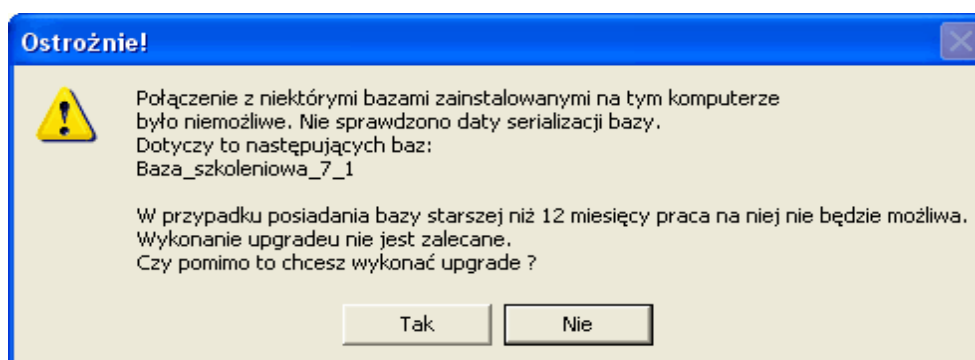 Ostrożnie!
Połączenie z niektórymi bazami zainstalowanymi na tym komputerze
było niemożliwe. Nie sprawdzono daty serializacji bazy.
Dotyczy to następujących baz:
Baza_szkoleniowa_7_1
W przypadku posiadania bazy starszej niż 12 miesięcy praca na niej nie będzie możliwa.
Wykonanie upgradeu nie jest zalecane.
Czy pomimo to chcesz wykonać upgrade ?
Tak Nie